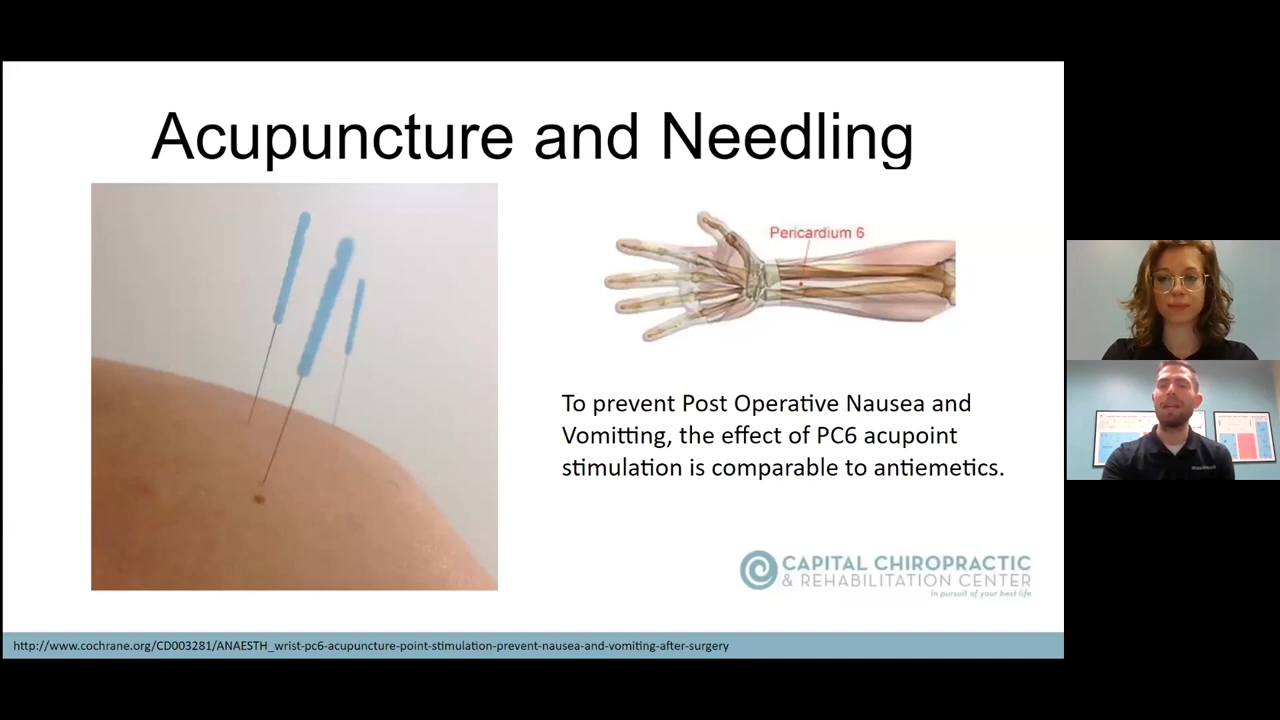 Acupuncture and Needling
Pericardium 6
To prevent Post Operative Nausea and
Vomitting, the effect of PC6 acupoint
stimulation is comparable to antiemetics.
CAPITAL CHIROPRACTIC
& REHABILITATION CENTER
in pursuit of your best life
http://www.cochrane.org/CD003281/ANAESTH_wrist-pc6-acupuncture-point-stimulation-prevent-nausea-and-vomiting-after-surgery